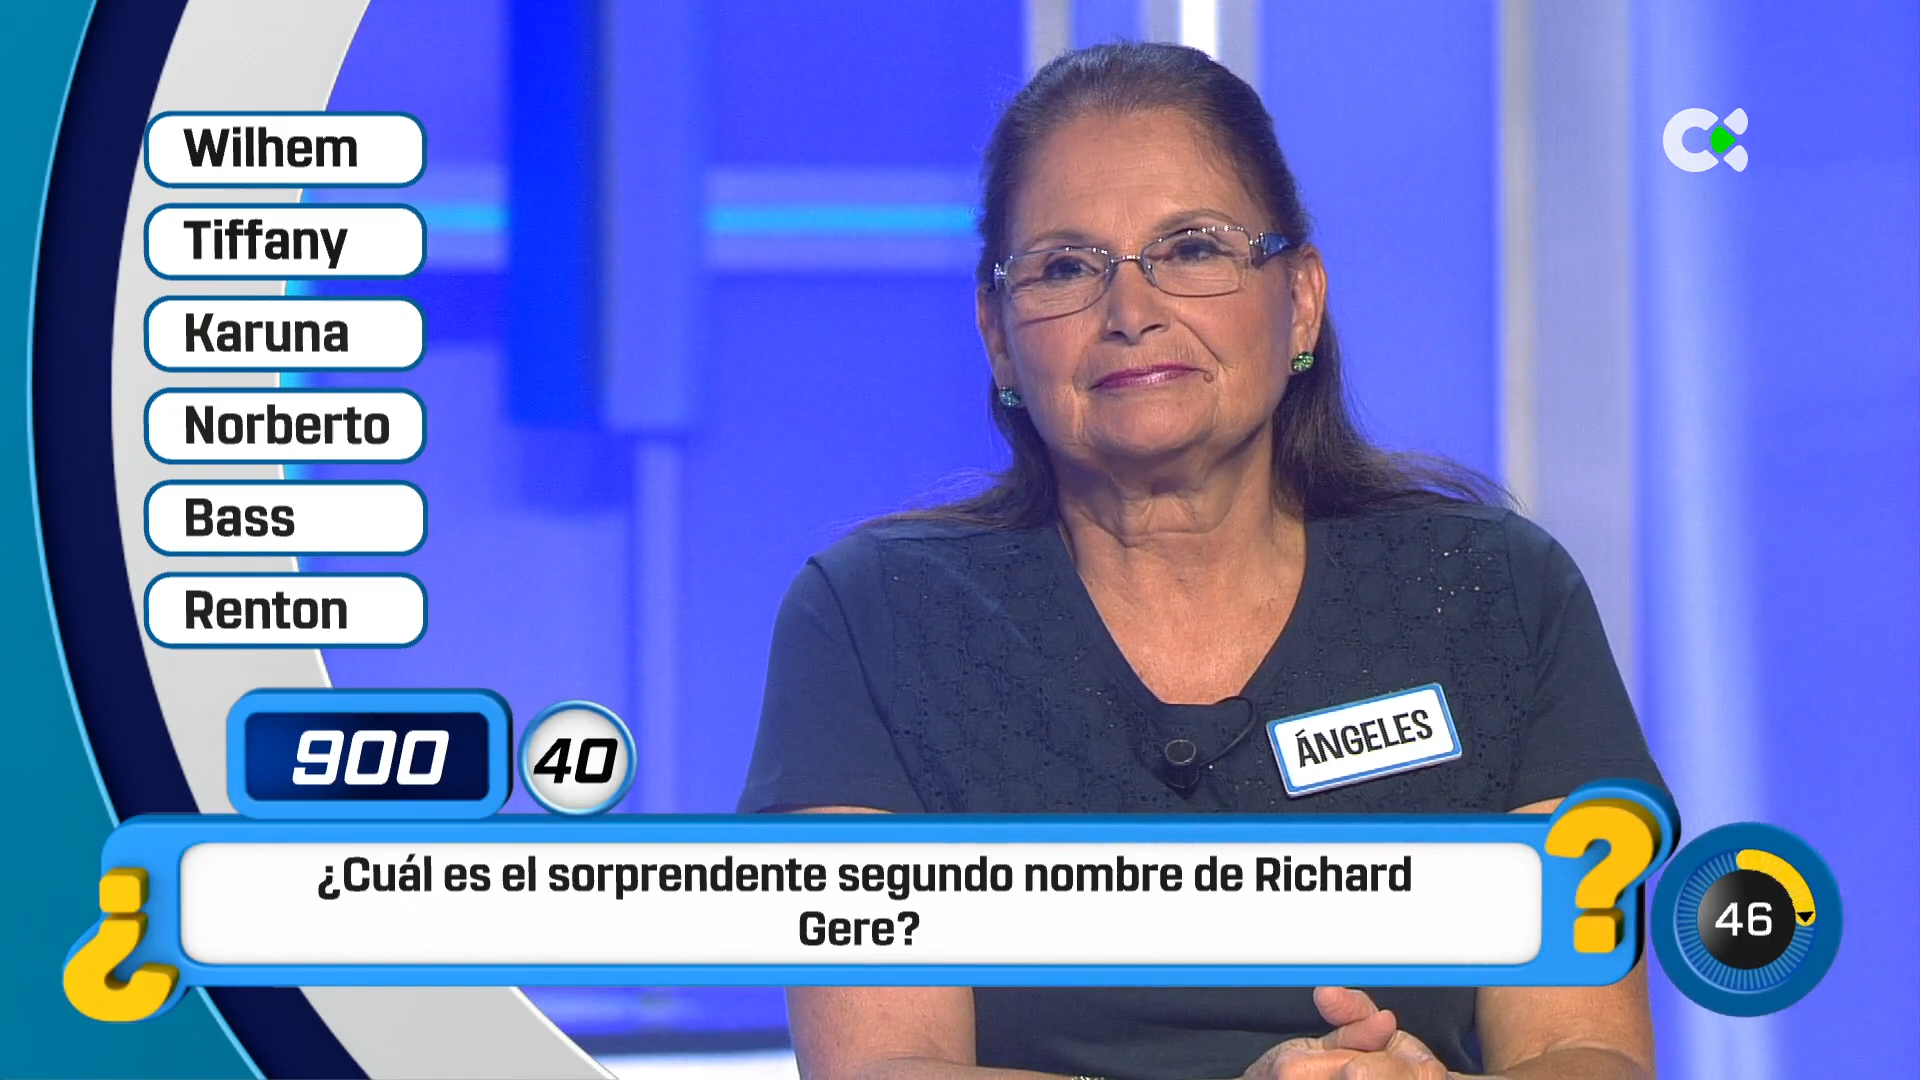 Wilhem
Tiffany
Karuna
Norberto
Bass
Renton
900
40
ÁNGELES
¿Cuál es el sorprendente segundo nombre de Richard
Gere?
46